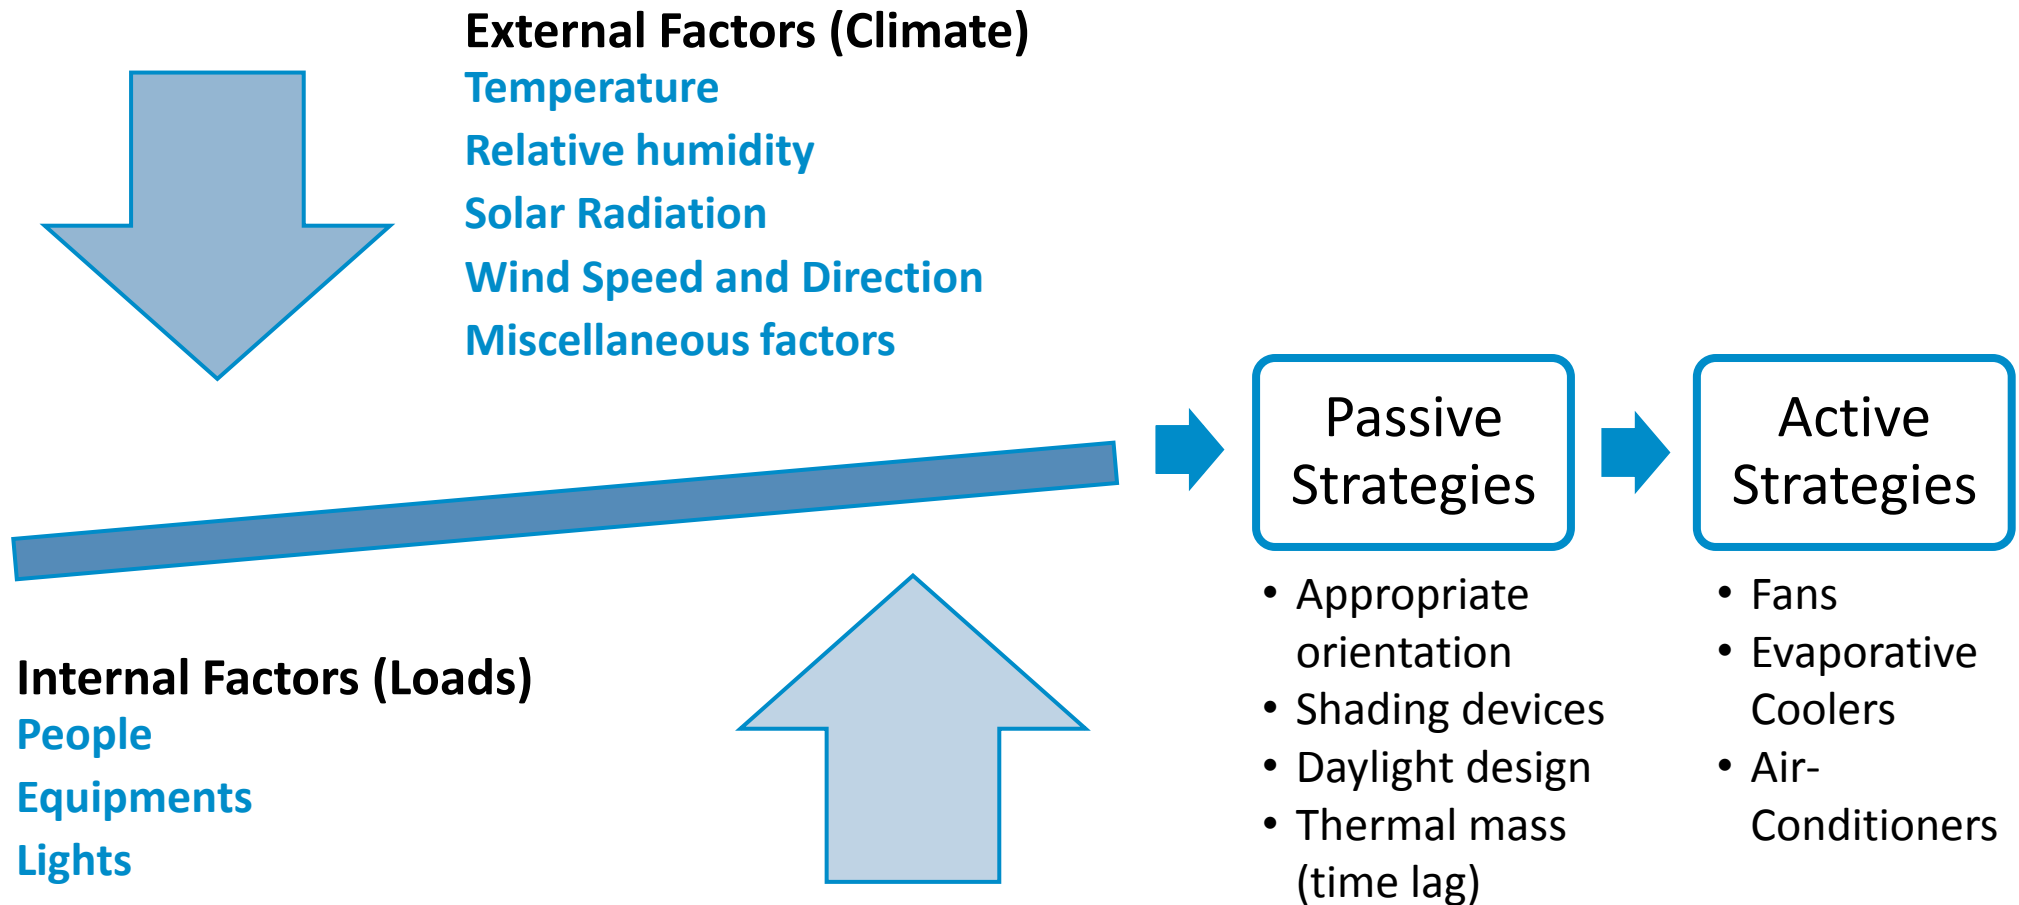 External Factors (Climate)
Temperature
Relative humidity
Solar Radiation
Wind Speed and Direction
Miscellaneous factors
Internal Factors (Loads)
People
Equipments
Lights
Passive
Strategies
• Appropriate
orientation
• Shading devices
• Daylight design
• Thermal mass
(time lag)
Active
Strategies
• Fans
• Evaporative
Coolers
• Air-
Conditioners